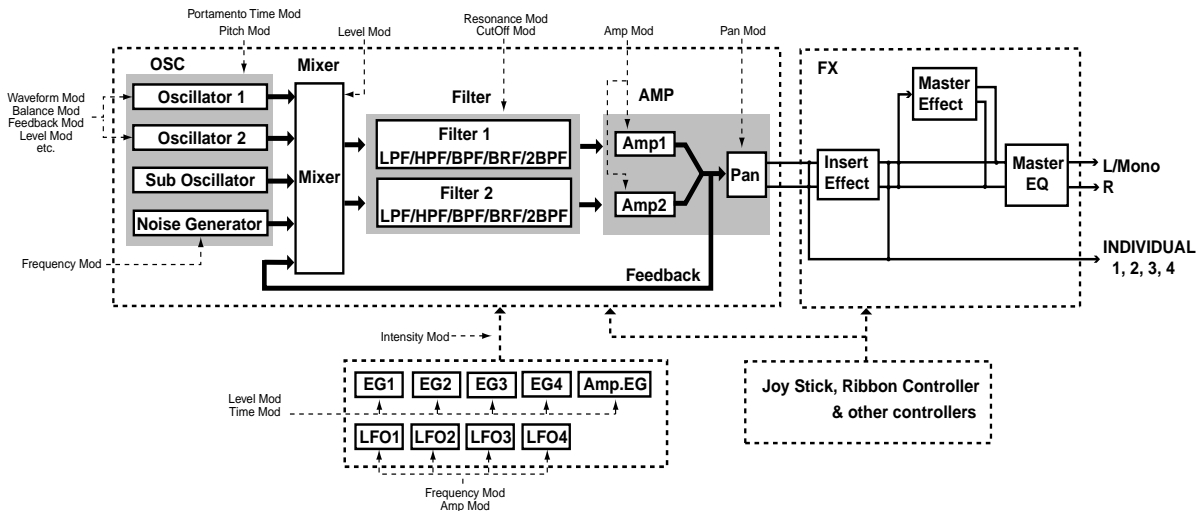 Portamento Time Mod
Pitch Mod
Level Mod
Resonance Mod
CutOff Mod
Amp Mod
Pan Mod
OSC
Mixer
Filter
AMP
FX
Waveform Mod
Balance Mod
Feedback Mod
Level Mod
etc.
Oscillator 1
Oscillator 2
Sub Oscillator
Noise Generator
Frequency Mod
Mixer
Filter 1
LPF/HPF/BPF/BRF/2BPF
Filter 2
LPF/HPF/BPF/BRF/2BPF
Amp1
Amp2
Pan
Feedback
Insert
Effect
Master
Effect
Master
EQ
L/Mono
R
INDIVIDUAL
1, 2, 3, 4
Intensity Mod
Level Mod
Time Mod
EG1
EG2
EG3
EG4
Amp.EG
LFO1
LFO2
LFO3
LFO4
Frequency Mod
Amp Mod
Joy Stick, Ribbon Controller
& other controllers